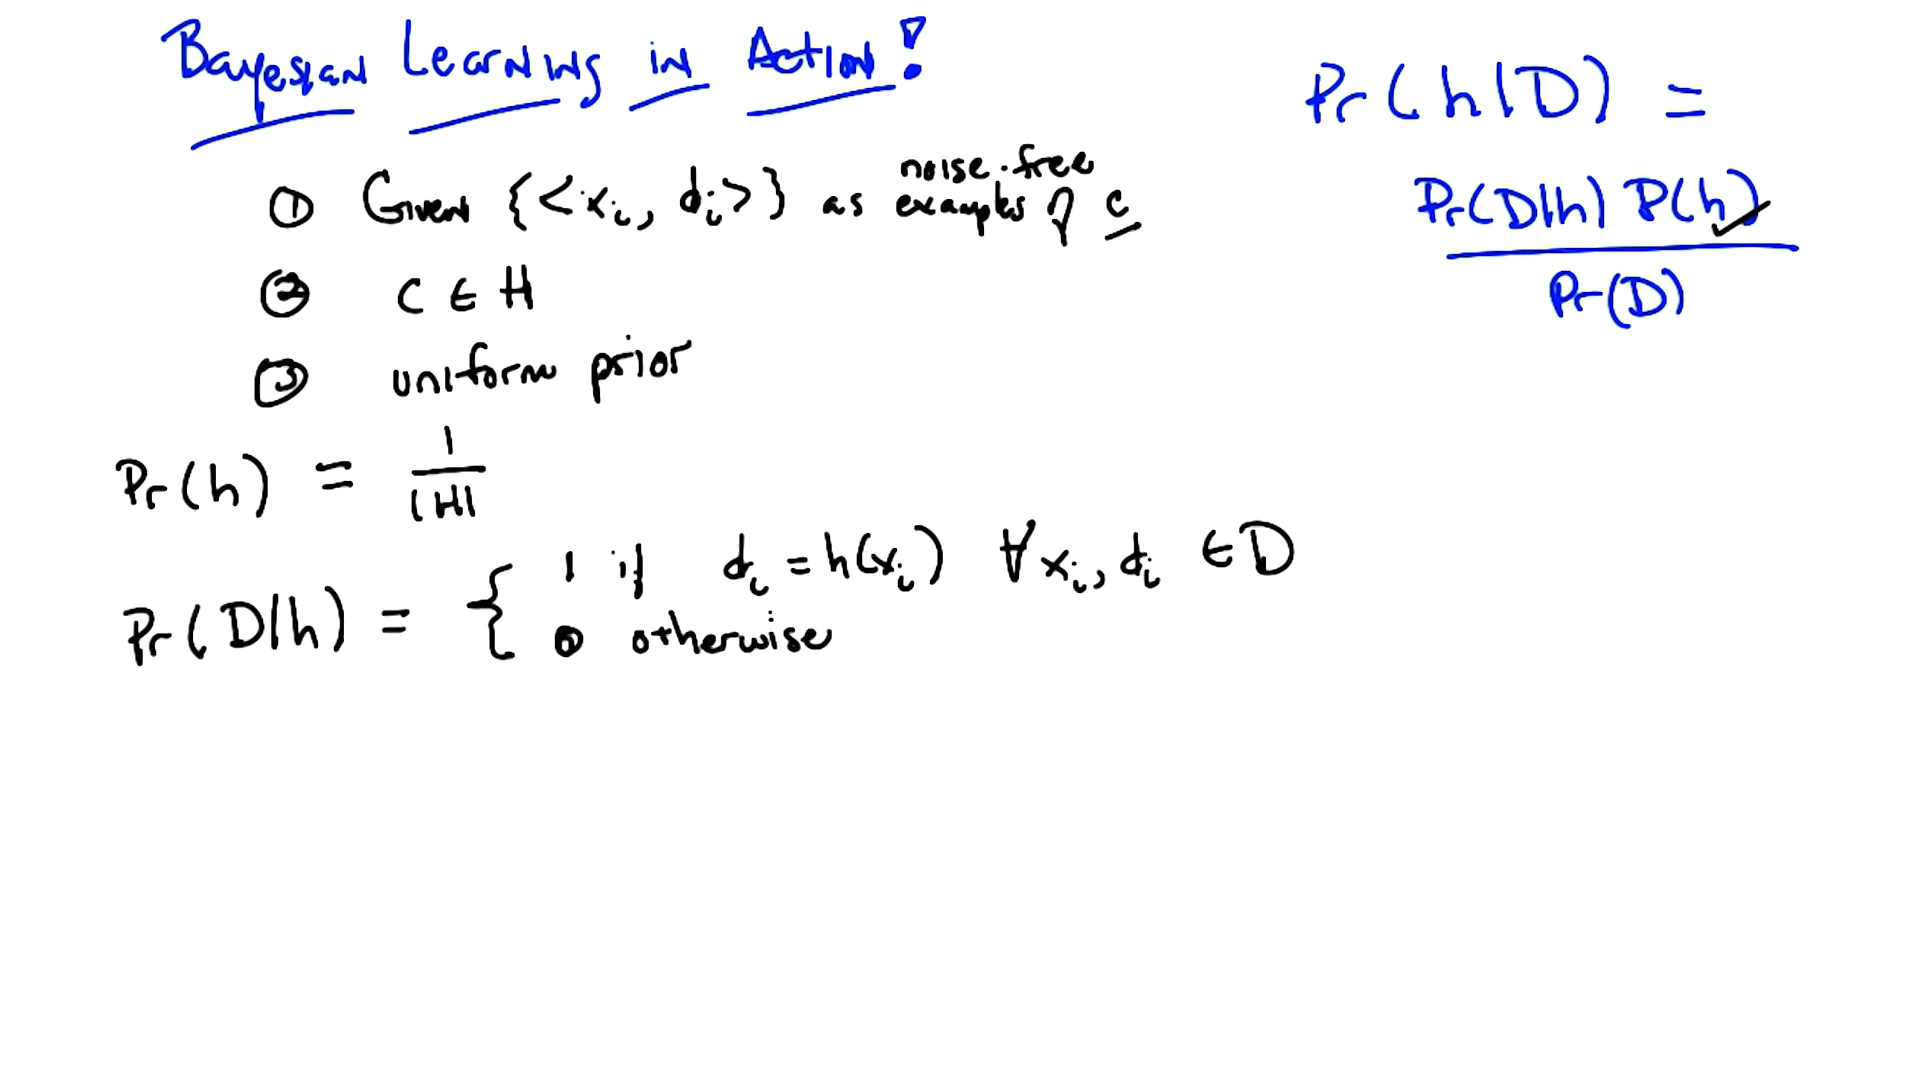 Bayesian Learning in Action!
Pr(h|D) =
Pr(D|h) P(h)
Pr(D)
① Given {<xᵢ, dᵢ>} as noise-free examples of c
② C ∈ H
③ uniform prior
Pr(h) = 1
|H|
Pr(D|h) = { 1 if dᵢ = h(xᵢ) ∀ xᵢ, dᵢ ∈ D
0 otherwise